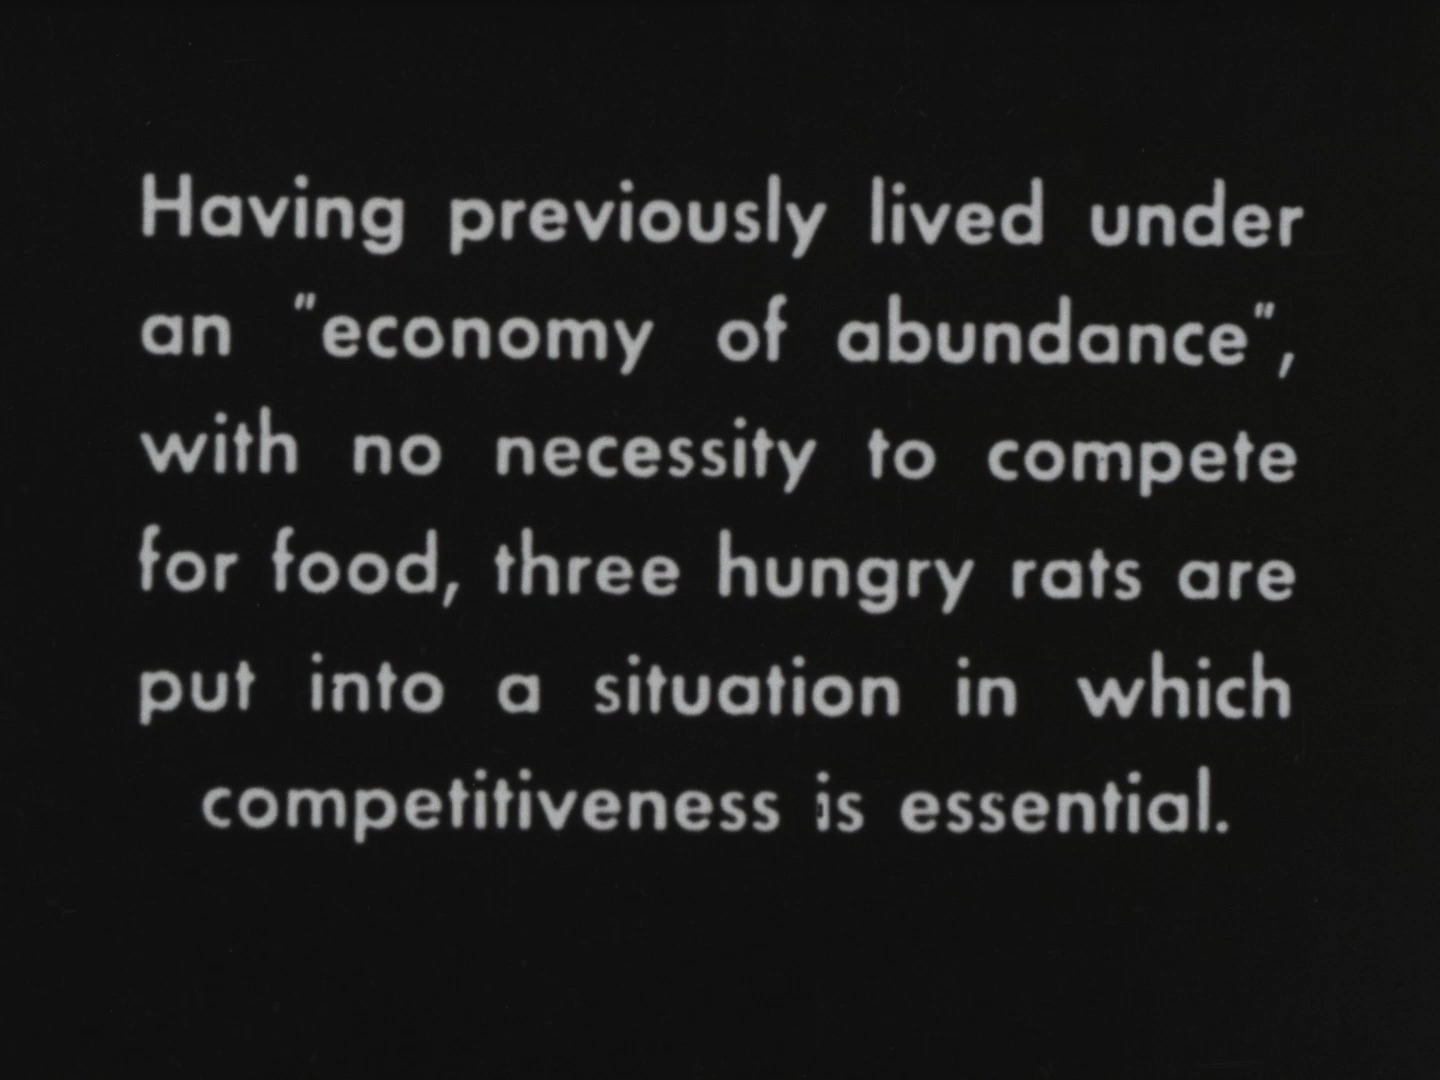 Having previously lived under
an "economy of abundance",
with no necessity to compete
for food, three hungry rats are
put into a situation in which
competitiveness is essential.